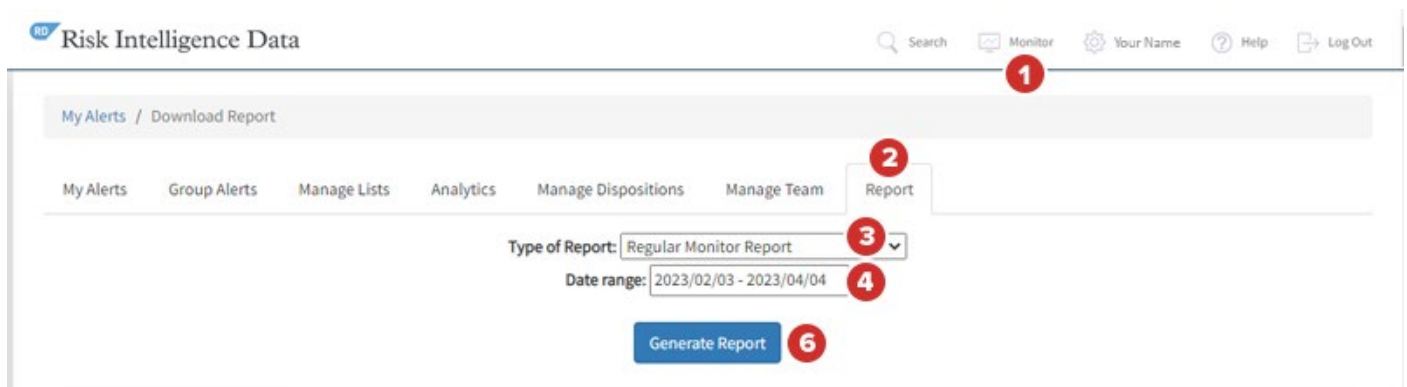 RD Risk Intelligence Data Search Monitor Your Name Help Log Out
1
My Alerts / Download Report
2
My Alerts Group Alerts Manage Lists Analytics Manage Dispositions Manage Team Report
Type of Report: Regular Monitor Report 3
Date range: 2023/02/03 - 2023/04/04 4
Generate Report 6